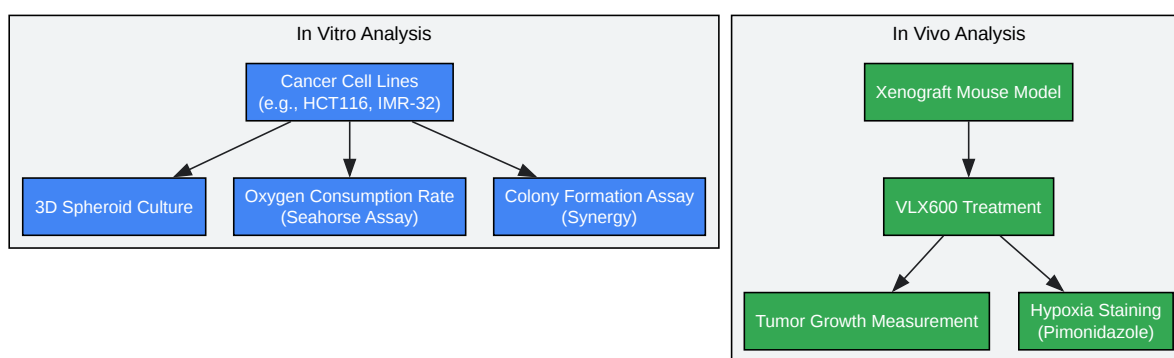 In Vitro Analysis
Cancer Cell Lines
(e.g., HCT116, IMR-32)
3D Spheroid Culture
Oxygen Consumption Rate
(Seahorse Assay)
Colony Formation Assay
(Synergy)
In Vivo Analysis
Xenograft Mouse Model
VLX600 Treatment
Tumor Growth Measurement
Hypoxia Staining
(Pimonidazole)